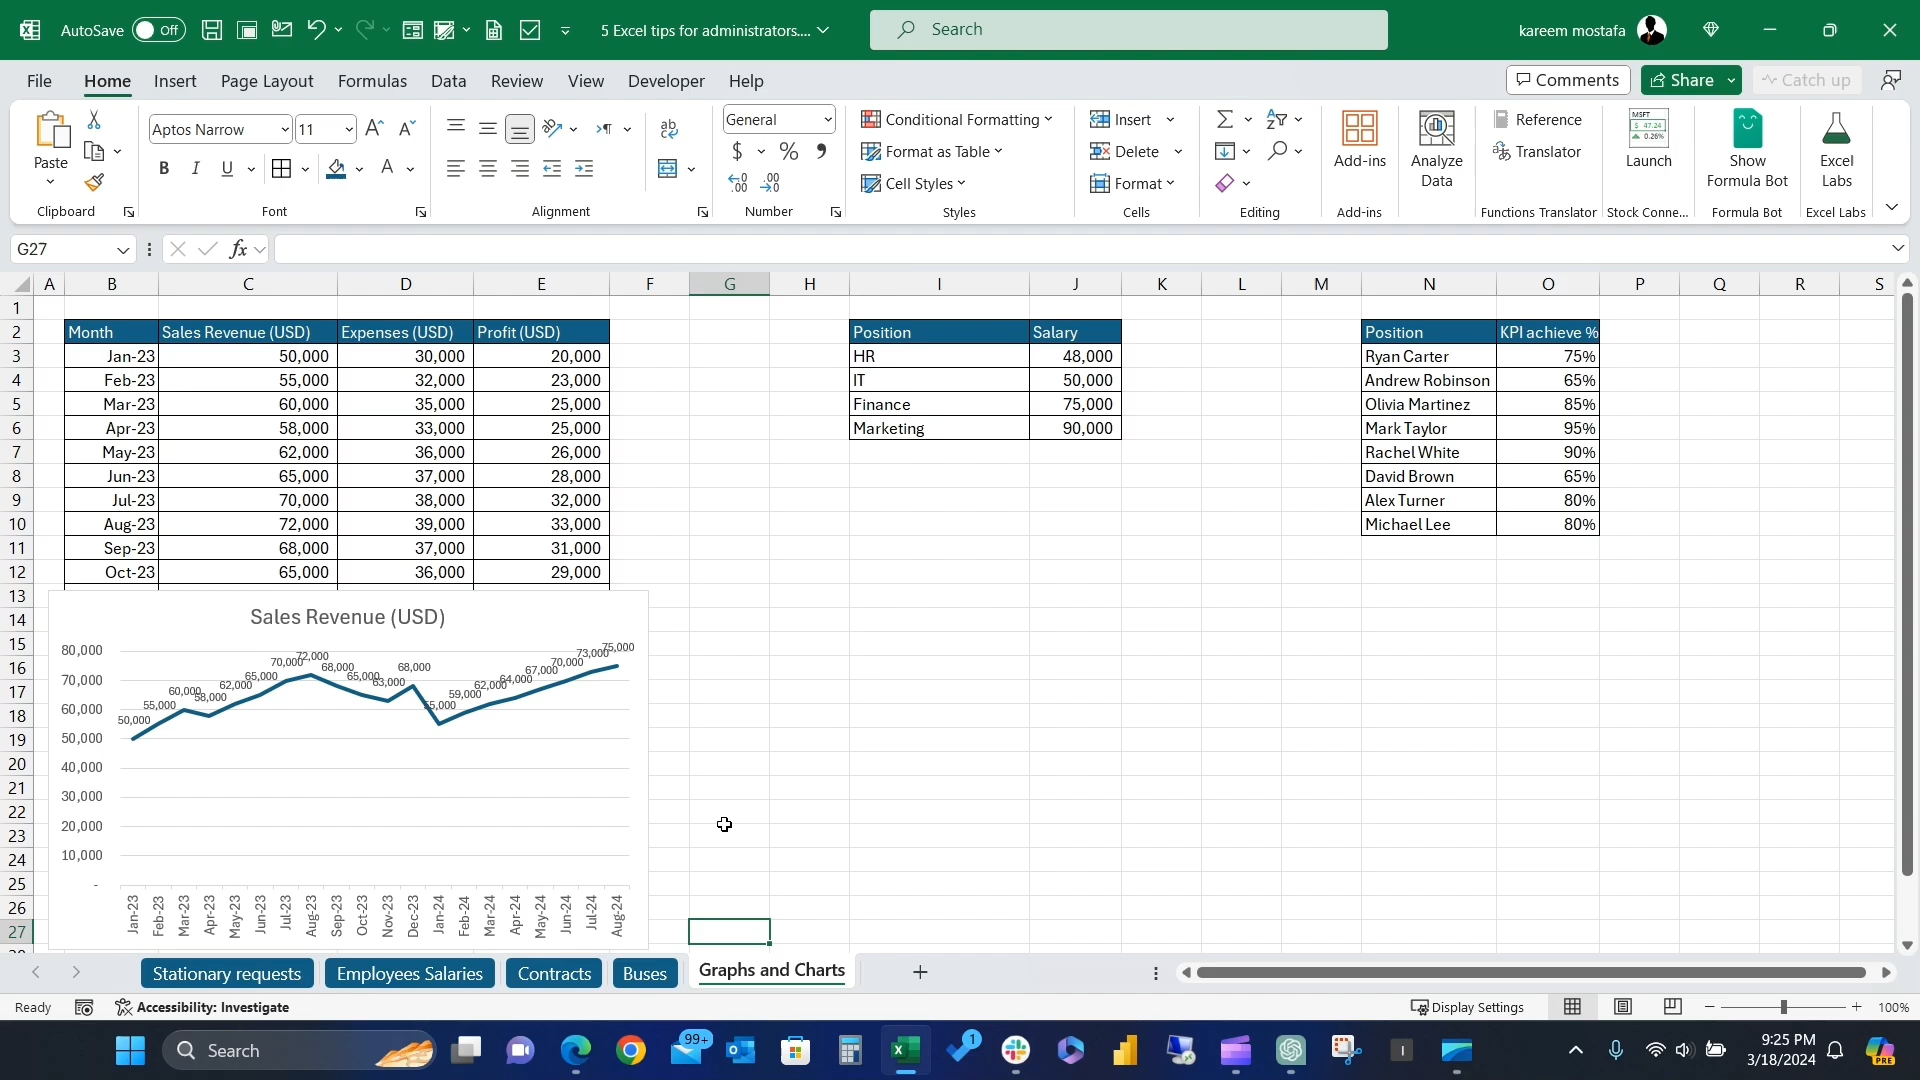 AutoSave Off 5 Excel tips for administrators.... Search kareem mostafa
File Home Insert Page Layout Formulas Data Review View Developer Help Comments Share Catch up
Paste Aptos Narrow 11 General Conditional Formatting Format as Table Cell Styles Insert Delete Format Add-ins Analyze Data Reference Translator Launch Show Formula Bot Excel Labs
Clipboard Font Alignment Number Styles Cells Editing Add-ins Functions Translator Stock Conne... Formula Bot Excel Labs
G27 fx
A B C D E F G H I J K L M N O P Q R S
1
2 Month Sales Revenue (USD) Expenses (USD) Profit (USD) Position Salary Position KPI achieve %
3 Jan-23 50,000 30,000 20,000 HR 48,000 Ryan Carter 75%
4 Feb-23 55,000 32,000 23,000 IT 50,000 Andrew Robinson 65%
5 Mar-23 60,000 35,000 25,000 Finance 75,000 Olivia Martinez 85%
6 Apr-23 58,000 33,000 25,000 Marketing 90,000 Mark Taylor 95%
7 May-23 62,000 36,000 26,000 Rachel White 90%
8 Jun-23 65,000 37,000 28,000 David Brown 65%
9 Jul-23 70,000 38,000 32,000 Alex Turner 80%
10 Aug-23 72,000 39,000 33,000 Michael Lee 80%
11 Sep-23 68,000 37,000 31,000
12 Oct-23 65,000 36,000 29,000
13
14
15
16
17
18
19
20
21
22
23
24
25
26
27
Sales Revenue (USD)
80,000
70,000
60,000
50,000
40,000
30,000
20,000
10,000
-
50,000 55,000 60,000 58,000 62,000 65,000 70,000 72,000 68,000 65,000 63,000 68,000 55,000 59,000 62,000 64,000 67,000 70,000 73,000 75,000
Jan-23 Feb-23 Mar-23 Apr-23 May-23 Jun-23 Jul-23 Aug-23 Sep-23 Oct-23 Nov-23 Dec-23 Jan-24 Feb-24 Mar-24 Apr-24 May-24 Jun-24 Jul-24 Aug-24
Stationary requests Employees Salaries Contracts Buses Graphs and Charts
Ready Accessibility: Investigate Display Settings 100%
Search 99+ 1 9:25 PM
3/18/2024